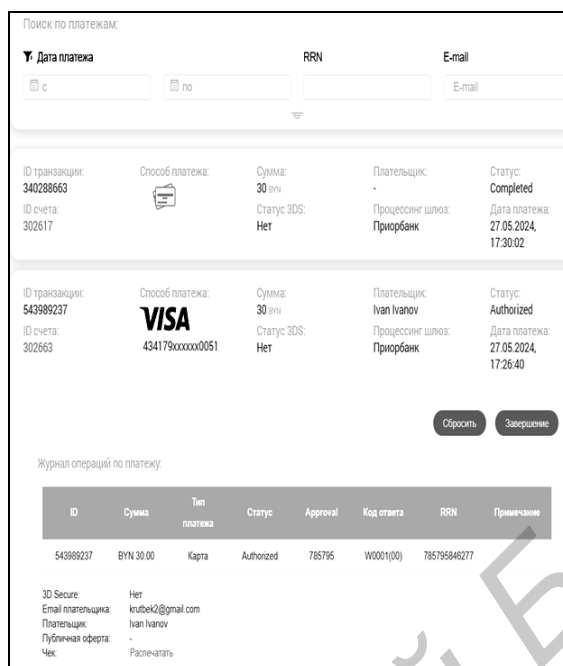 Поиск по платежам:
Дата платежа RRN E-mail
с по E-mail
ID транзакции: Способ платежа: Сумма: Плательщик: Статус:
340288663 30 BYN - Completed
ID счета: Статус 3DS: Процессинг шлюз: Дата платежа:
302617 Нет Приорбанк 27.05.2024,
17:30:02
ID транзакции: Способ платежа: Сумма: Плательщик: Статус:
543989237 VISA 30 BYN Ivan Ivanov Authorized
ID счета: Статус 3DS: Процессинг шлюз: Дата платежа:
302663 434179xxxxxx0051 Нет Приорбанк 27.05.2024,
17:26:40
Сбросить Завершение
Журнал операций по платежу:
ID Сумма Тип платежа Статус Approval Код ответа RRN Примечание
543989237 BYN 30.00 Карта Authorized 785795 W0001(00) 785795846277
3D Secure: Нет
Email плательщика: krutbek2@gmail.com
Плательщик: Ivan Ivanov
Публичная оферта: -
Чек: Распечатать